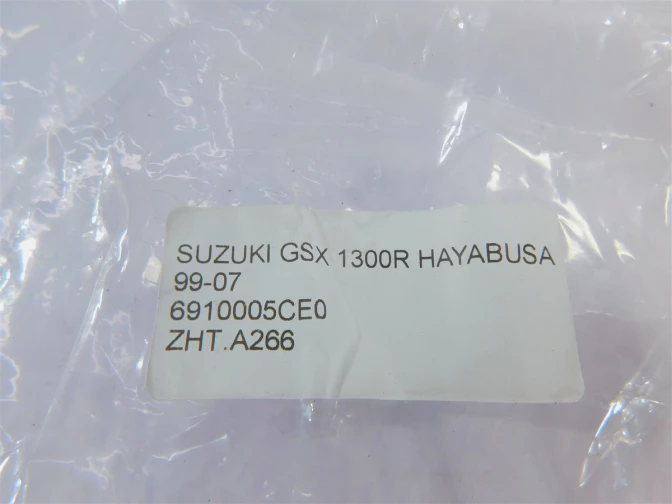 SUZUKI GSX 1300R HAYABUSA
99-07
6910005CE0
ZHT.A266